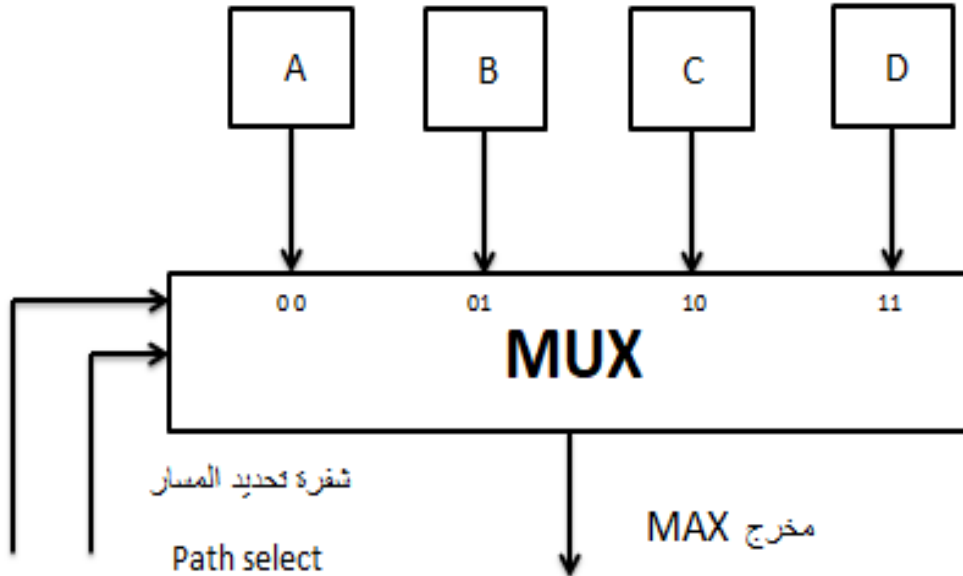 A B C D
00 01 10 11
MUX
شفرة تحديد المسار
مخرج MAX
Path select